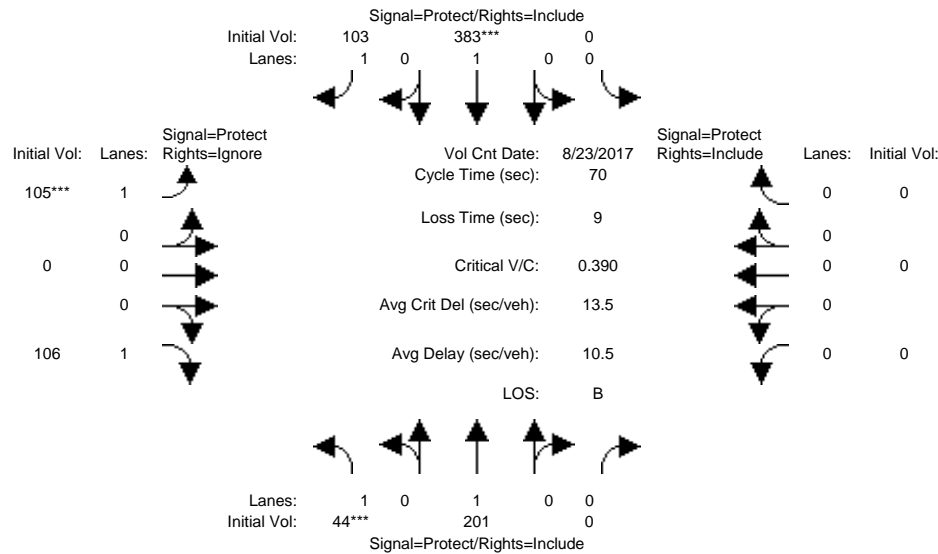 Signal=Protect/Rights=Include
Initial Vol: 103 383*** 0
Lanes: 1 0 1 0 0
Signal=Protect
Signal=Protect
Initial Vol: Lanes: Rights=Ignore Vol Cnt Date: 8/23/2017 Rights=Include Lanes: Initial Vol:
Cycle Time (sec): 70
105*** 1 0 0
Loss Time (sec): 9
0 0
0 0 Critical V/C: 0.390 0 0
0 Avg Crit Del (sec/veh): 13.5 0
106 1 Avg Delay (sec/veh): 10.5 0 0
LOS: B
Lanes: 1 0 1 0 0
Initial Vol: 44*** 201 0
Signal=Protect/Rights=Include